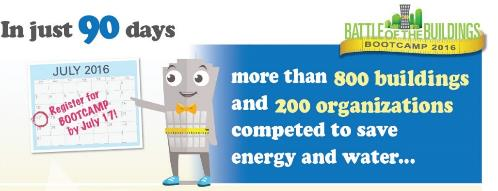 In just 90 days
BATTLE OF THE BUILDINGS
BOOTCAMP 2016
JULY 2016
Register for
BOOTCAMP
by July 17!
more than 800 buildings
and 200 organizations
competed to save
energy and water...